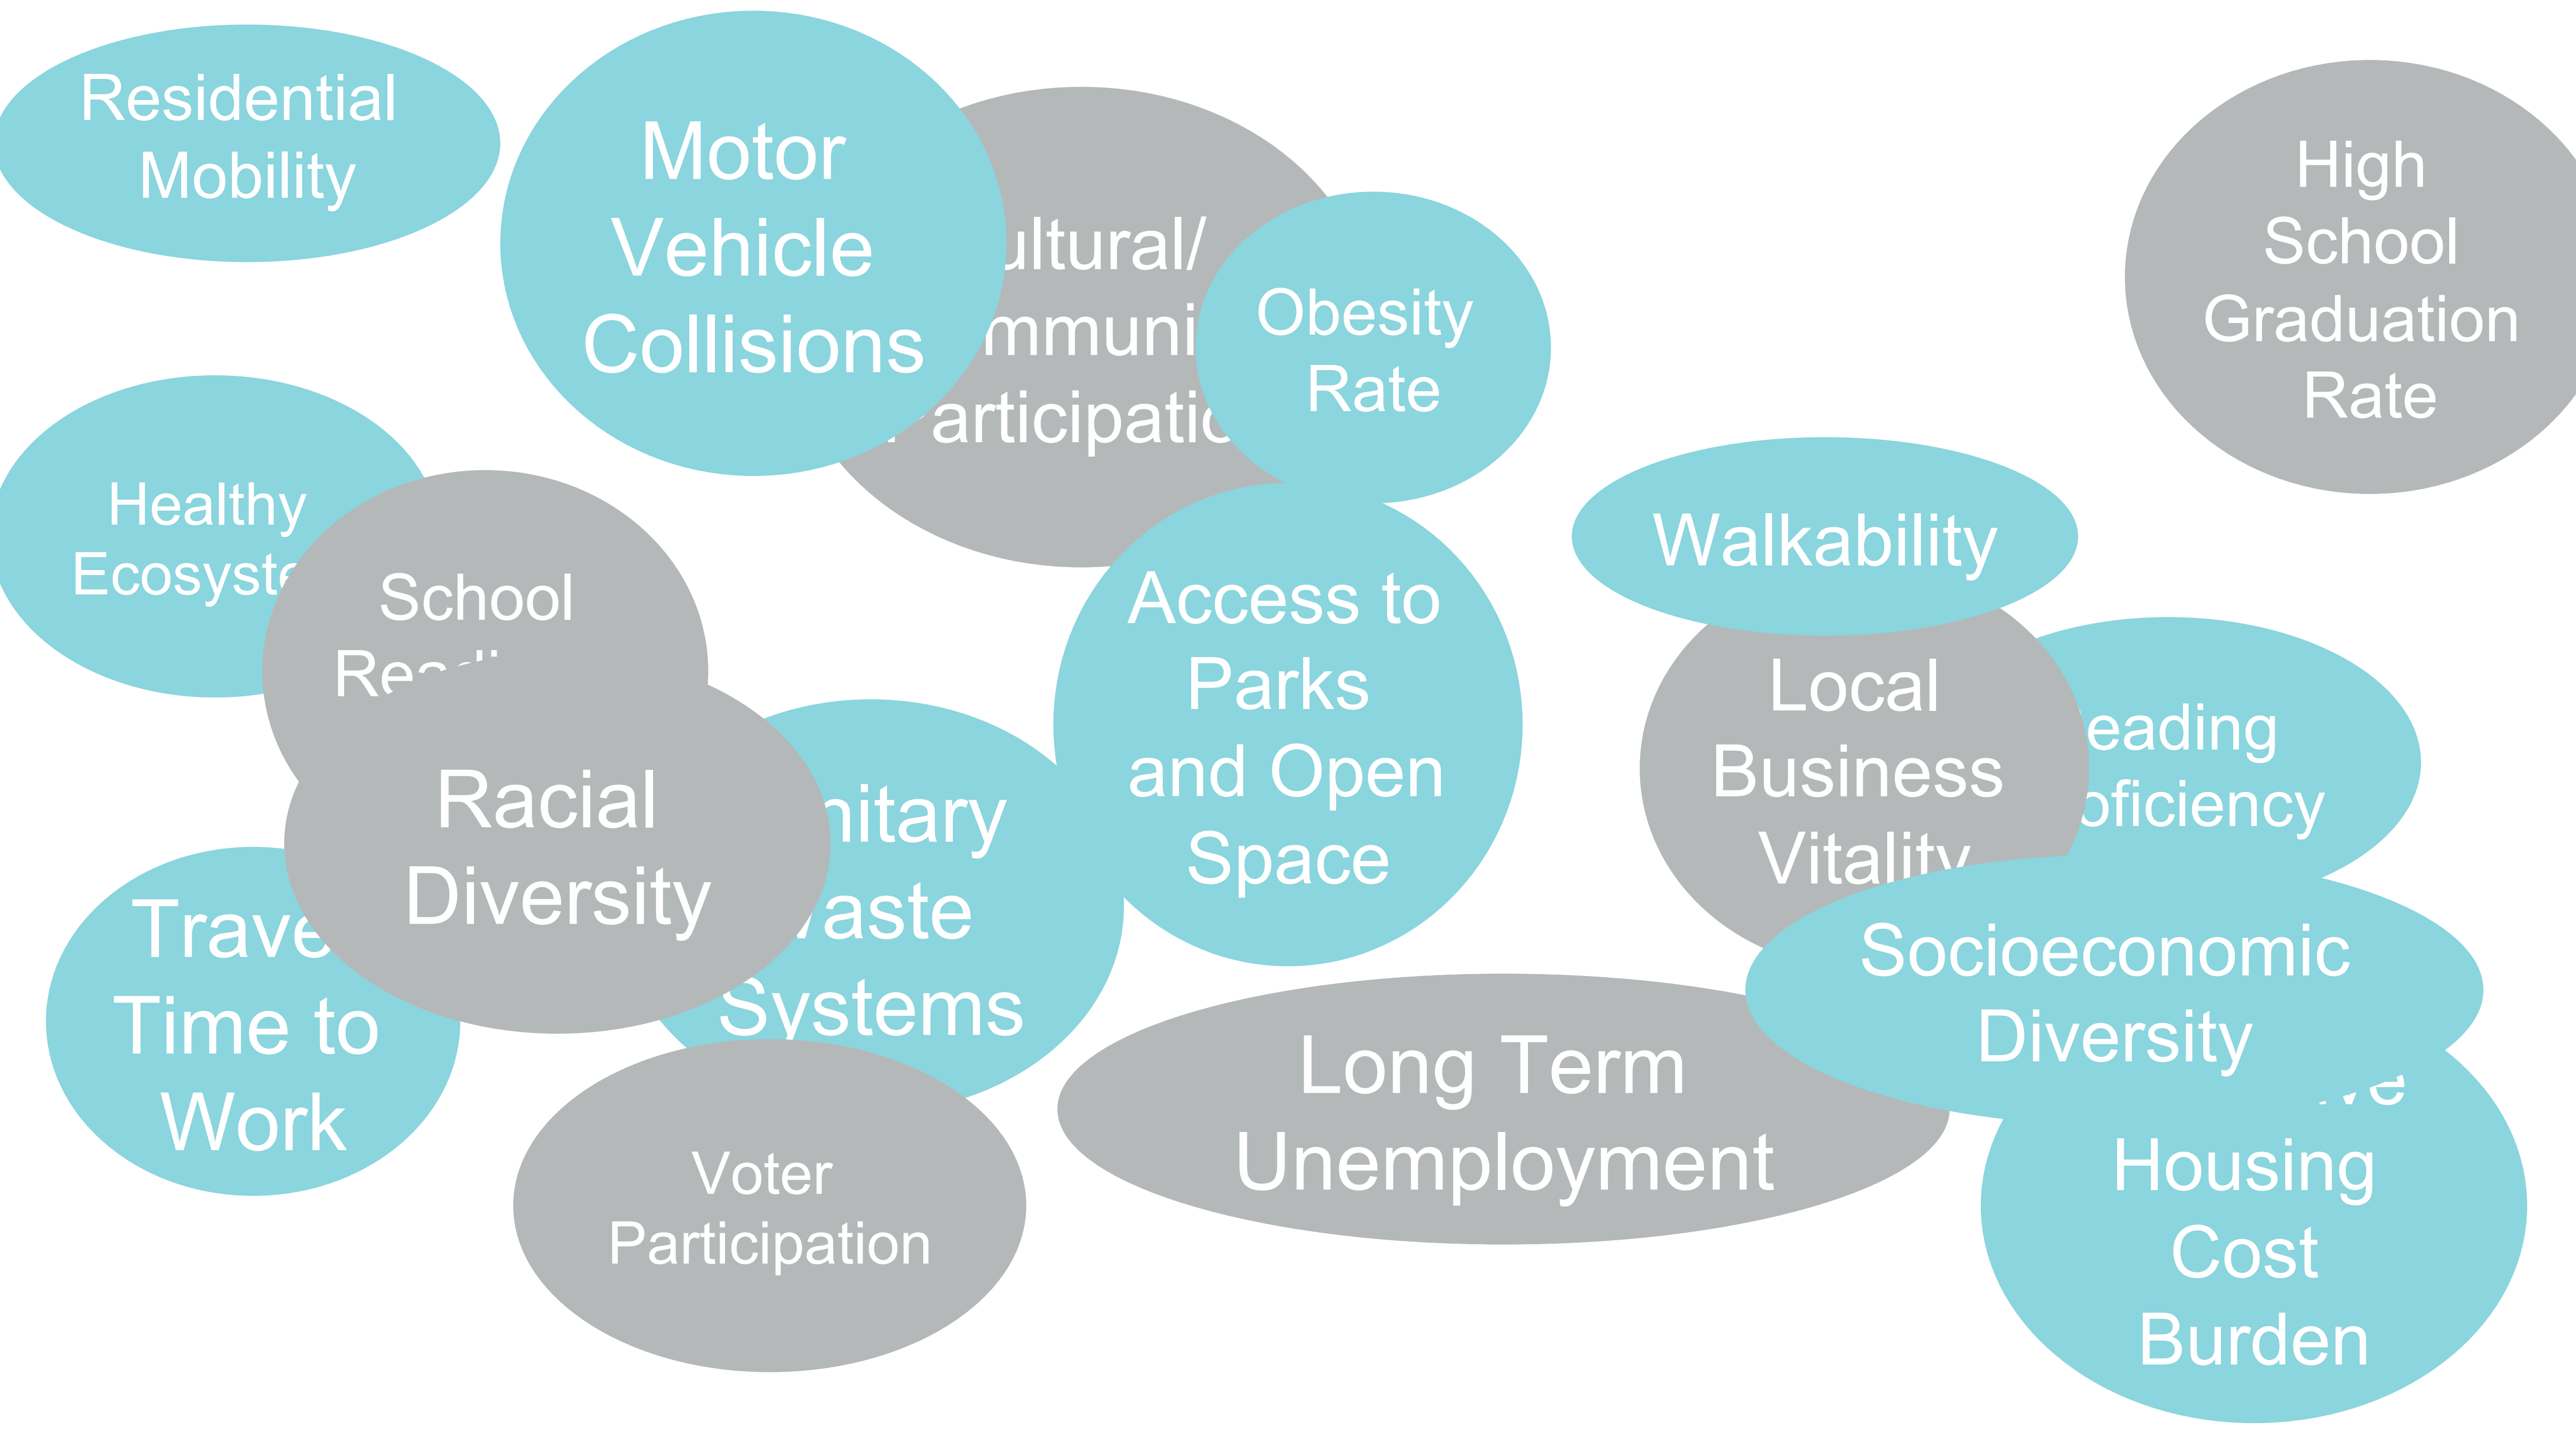 Residential
Mobility
Motor
Vehicle
Collisions
Obesity
Rate
High
School
Graduation
Rate
Healthy
School
Walkability
Access to
Parks
and Open
Space
Local
Business
Vitality
Racial
Diversity
Time to
Work
Systems
Socioeconomic
Diversity
Long Term
Unemployment
Voter
Participation
Housing
Cost
Burden